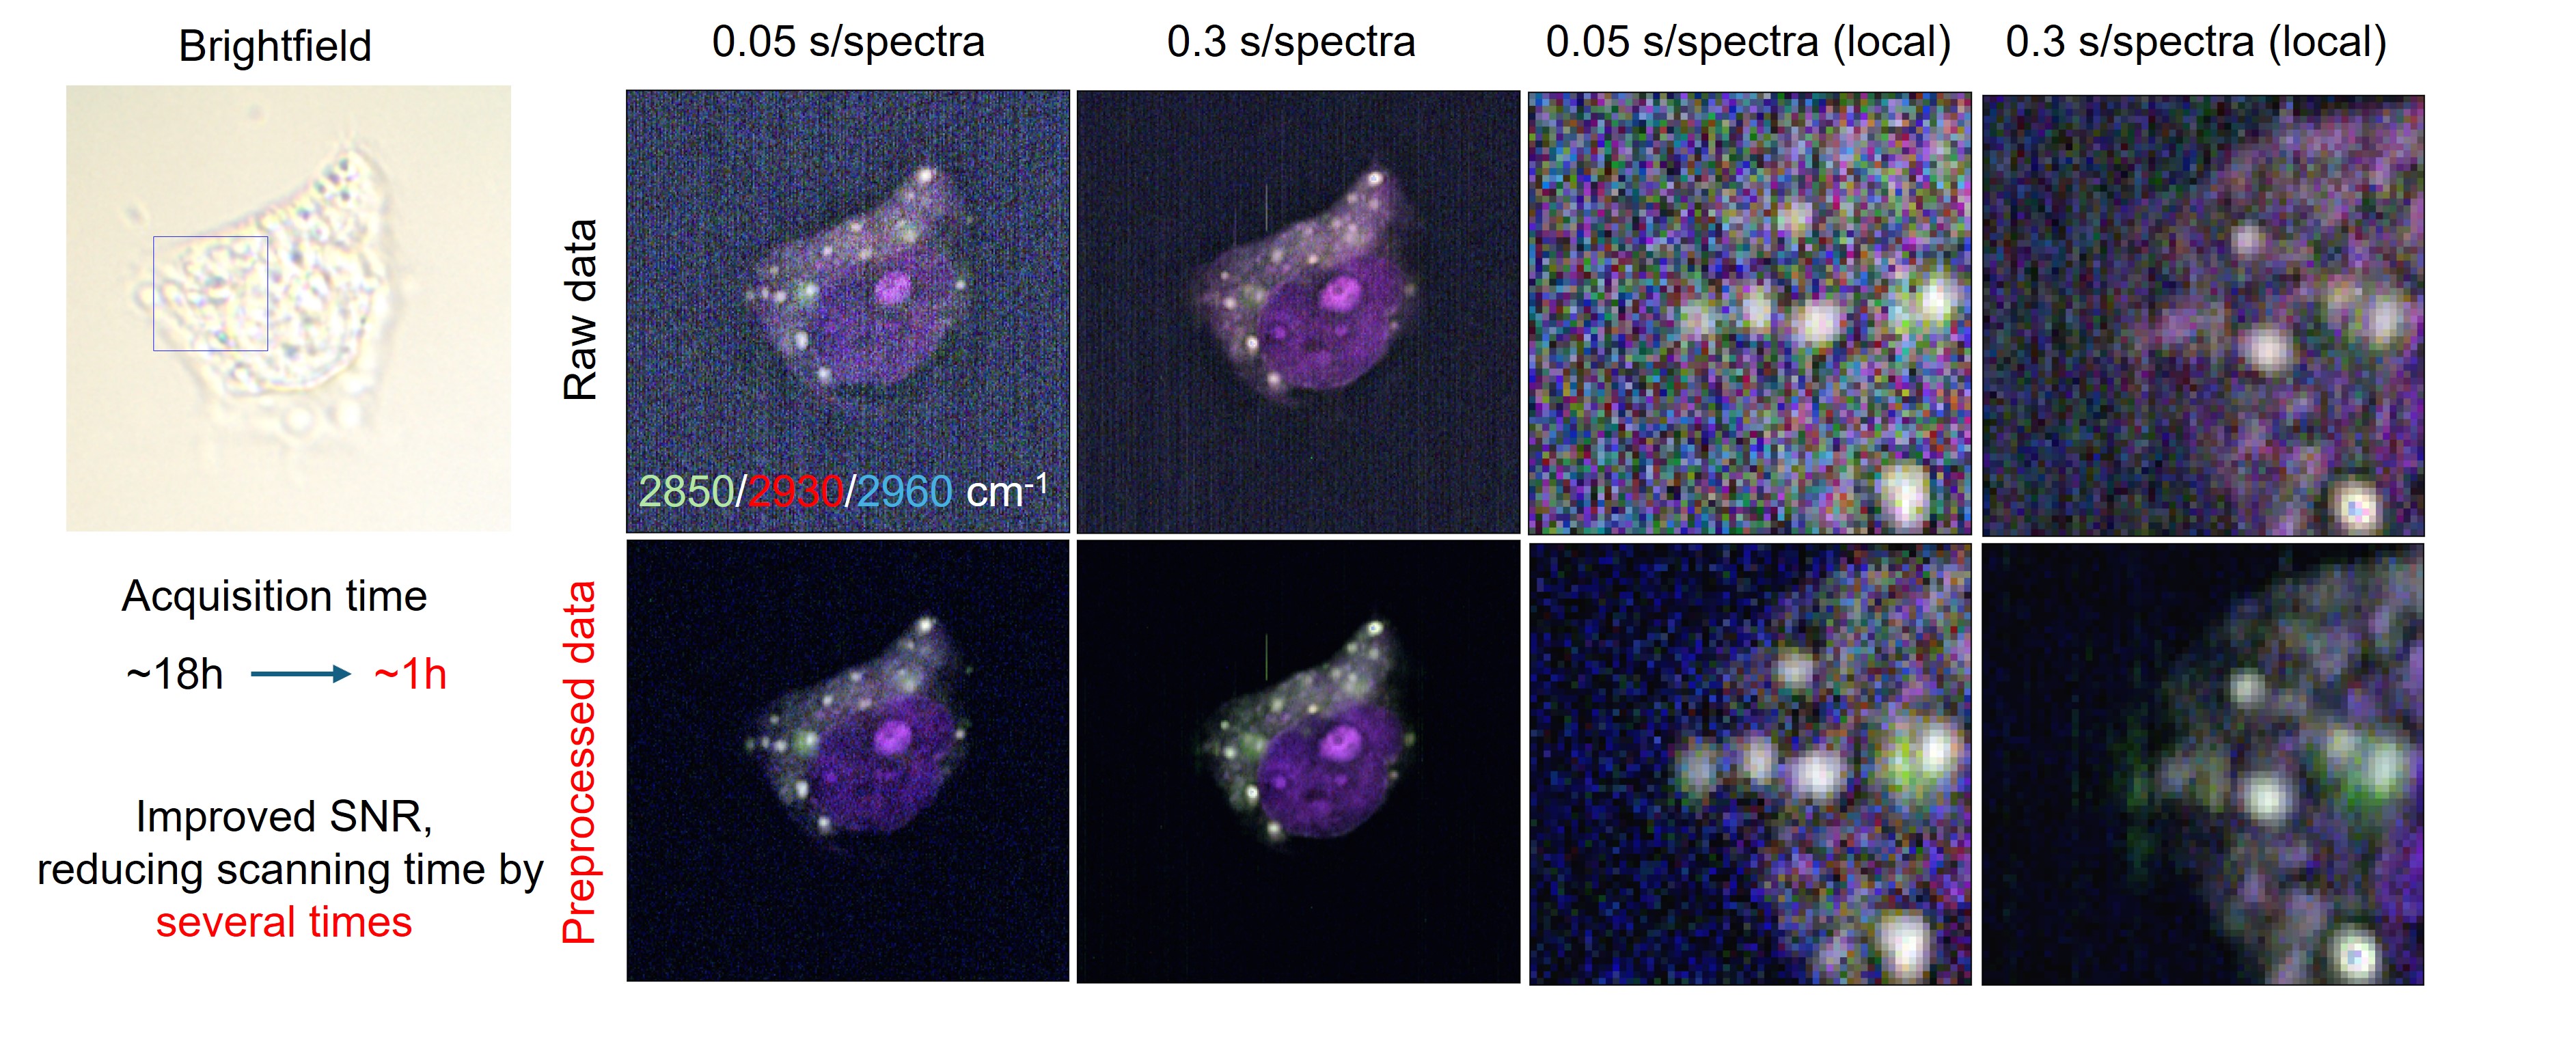 Brightfield
0.05 s/spectra
0.3 s/spectra
0.05 s/spectra (local)
0.3 s/spectra (local)
Raw data
2850/2930/2960 cm⁻¹
Preprocessed data
Acquisition time
~18h → ~1h
Improved SNR,
reducing scanning time by
several times